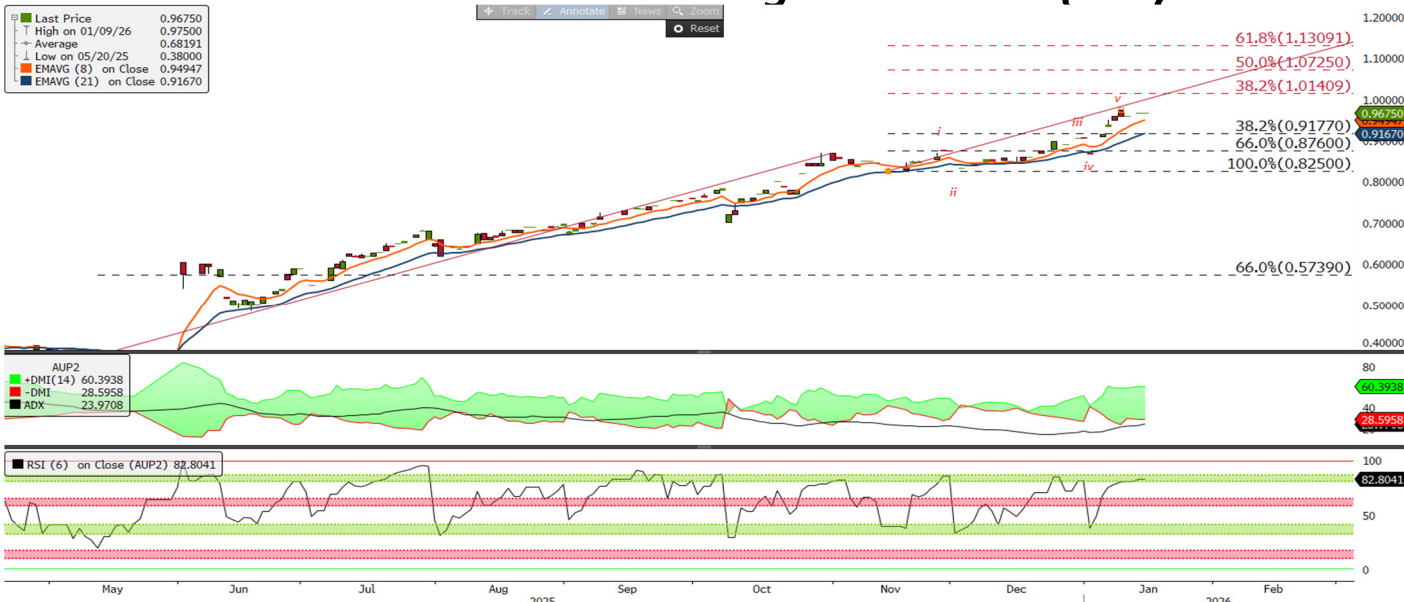 Track Annotate News Zoom
Reset
Last Price 0.96750
High on 01/09/26 0.97500
Average 0.68191
Low on 05/20/25 0.38000
EMAVG (8) on Close 0.94947
EMAVG (21) on Close 0.91670
61.8%(1.13091)
50.0%(1.07250)
38.2%(1.01409)
38.2%(0.91770)
66.0%(0.87600)
100.0%(0.82500)
66.0%(0.57390)
i
ii
iii
iv
v
1.20000
1.10000
1.00000
0.96750
0.91670
0.80000
0.70000
0.60000
0.50000
0.40000
AUP2
+DMI(14) 60.3938
-DMI 28.5958
ADX 23.9708
80
60.3938
40
28.5958
RSI (6) on Close (AUP2) 82.8041
100
82.8041
50
0
May Jun Jul Aug Sep Oct Nov Dec Jan Feb
2025 2026